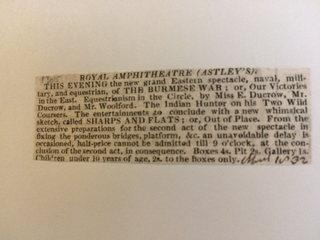 ROYAL AMPHITHEATRE (ASTLEY'S).
THIS EVENING the new grand Eastern spectacle, naval, mili-
tary, and equestrian, of THE BURMESE WAR; or, Our Victories
in the East. Equestrianism in the Circle, by Miss E. Ducrow, Mr.
Ducrow, and Mr. Woolford. The Indian Hunter on his Two Wild
Coursers. The entertainments to conclude with a new whimsical
sketch, called SHARPS AND FLATS; or, Out of Place. From the
extensive preparations for the second act of the new spectacle in
fixing the ponderous bridges, platform, &c. an unavoidable delay is
occasioned, half-price cannot be admitted till 9 o'clock, at the con-
clusion of the second act, in consequence. Boxes 4s. Pit 2s. Gallery 1s.
Children under 10 years of age, 2s. to the Boxes only.